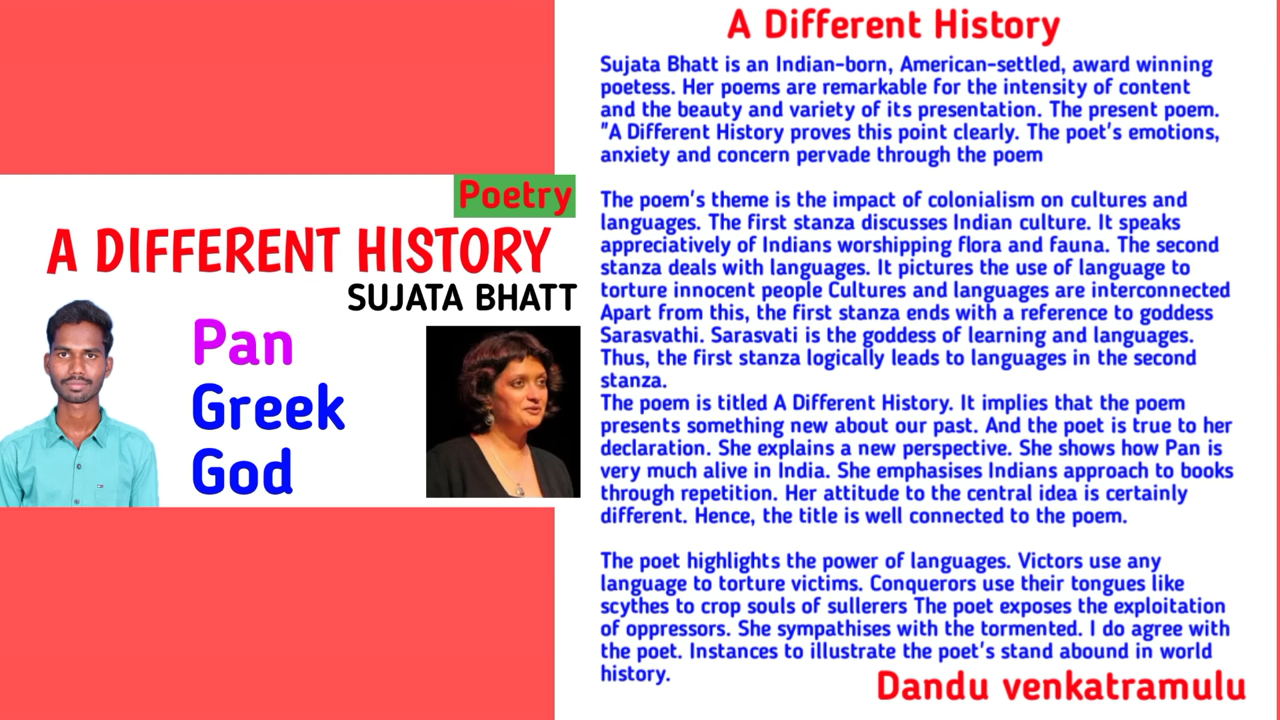 Poetry
A DIFFERENT HISTORY
SUJATA BHATT
Pan
Greek
God
A Different History
Sujata Bhatt is an Indian-born, American-settled, award winning
poetess. Her poems are remarkable for the intensity of content
and the beauty and variety of its presentation. The present poem.
"A Different History proves this point clearly. The poet's emotions,
anxiety and concern pervade through the poem
The poem's theme is the impact of colonialism on cultures and
languages. The first stanza discusses Indian culture. It speaks
appreciatively of Indians worshipping flora and fauna. The second
stanza deals with languages. It pictures the use of language to
torture innocent people Cultures and languages are interconnected
Apart from this, the first stanza ends with a reference to goddess
Sarasvathi. Sarasvati is the goddess of learning and languages.
Thus, the first stanza logically leads to languages in the second
stanza.
The poem is titled A Different History. It implies that the poem
presents something new about our past. And the poet is true to her
declaration. She explains a new perspective. She shows how Pan is
very much alive in India. She emphasises Indians approach to books
through repetition. Her attitude to the central idea is certainly
different. Hence, the title is well connected to the poem.
The poet highlights the power of languages. Victors use any
language to torture victims. Conquerors use their tongues like
scythes to crop souls of sullerers The poet exposes the exploitation
of oppressors. She sympathises with the tormented. I do agree with
the poet. Instances to illustrate the poet's stand abound in world
history.
Dandu venkatramulu